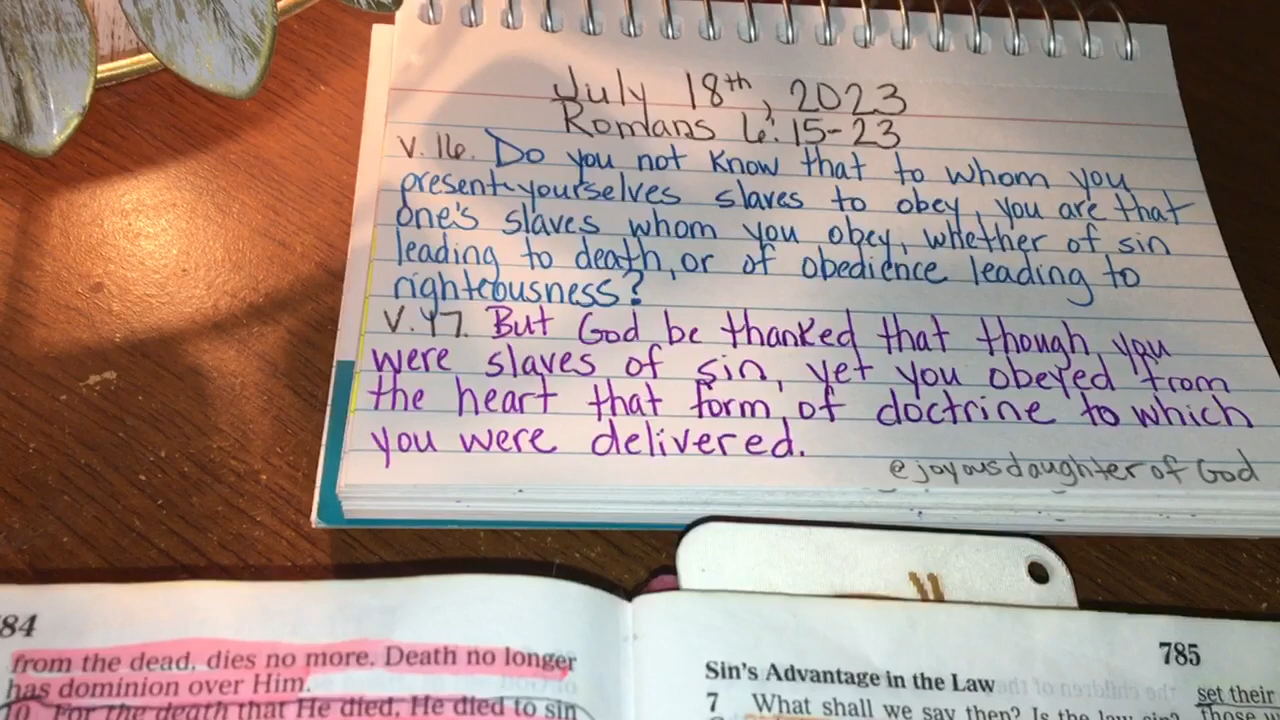 July 18th, 2023
Romans 6:15-23
V.16. Do you not know that to whom you
present yourselves slaves to obey, you are that
one's slaves whom you obey, whether of sin
leading to death, or of obedience leading to
righteousness?
V.17. But God be thanked that though you
were slaves of sin, yet you obeyed from
the heart that form of doctrine to which
you were delivered.
@joyousdaughterofGod
84
from the dead, dies no more. Death no longer
has dominion over Him.
10 For the death that He died, He died to sin
785
Sin's Advantage in the Law
7 What shall we say then? Is the law sin?
set their
those